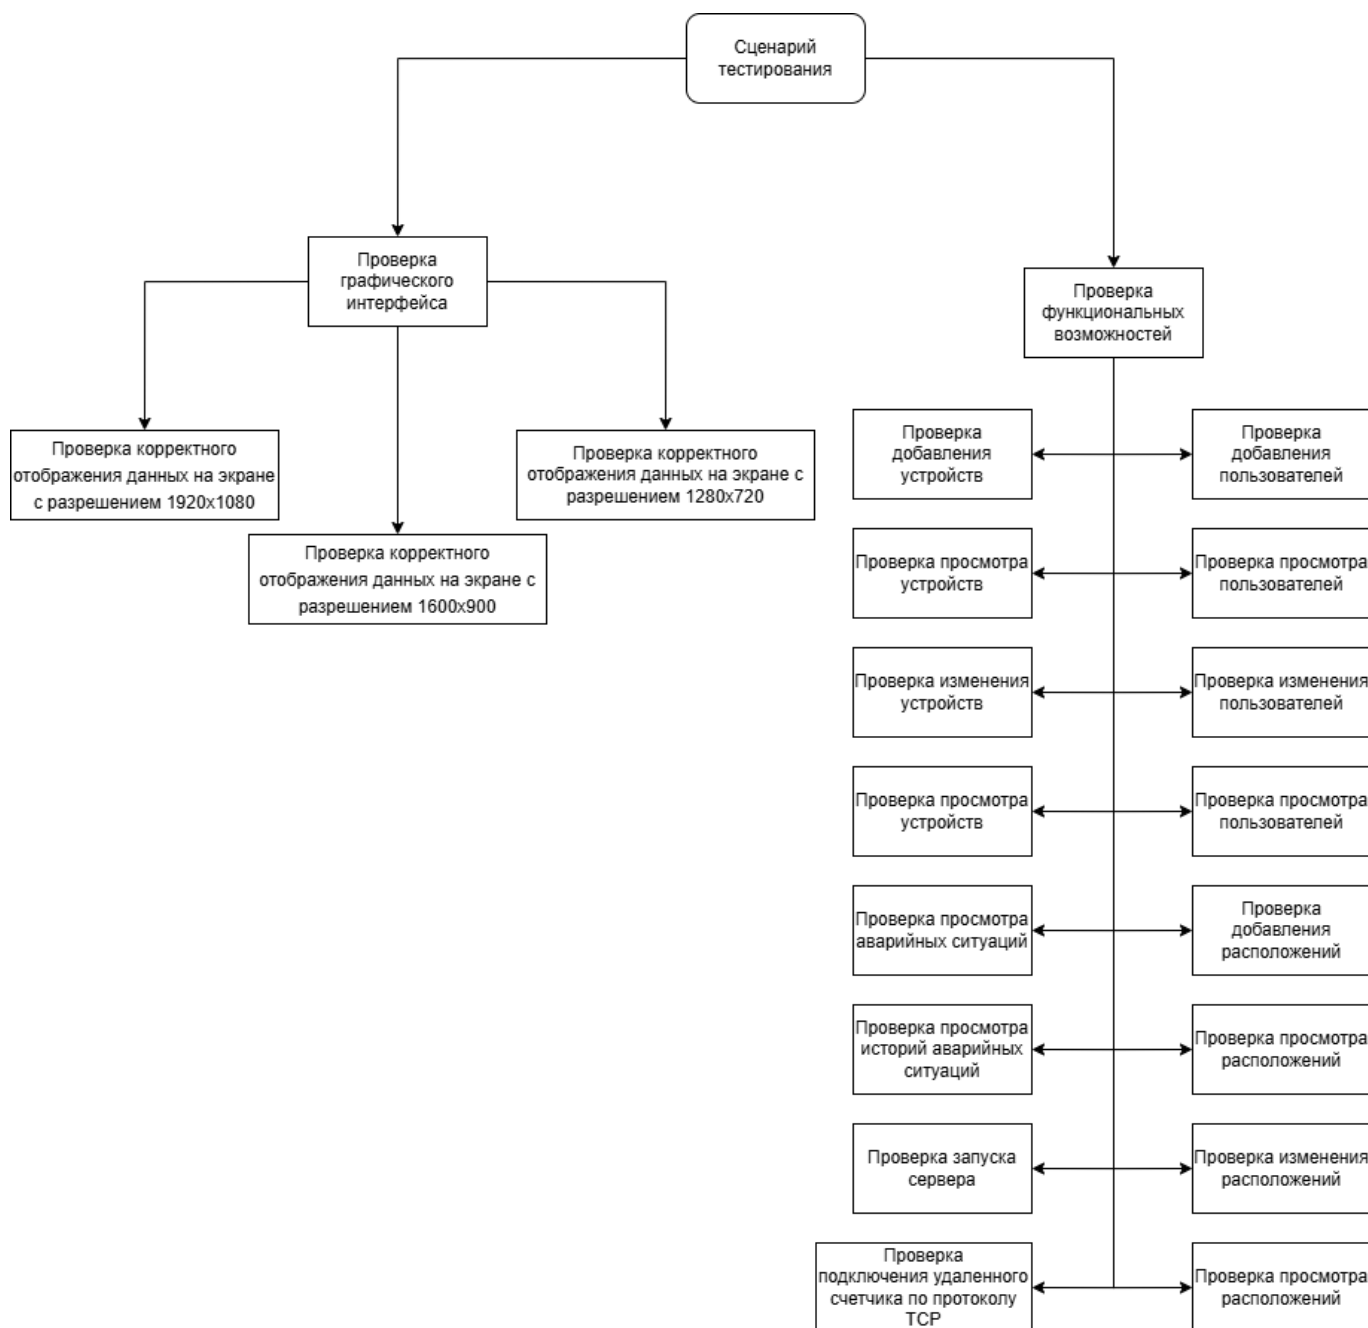 Сценарий
тестирования
Проверка
графического
интерфейса
Проверка
функциональных
возможностей
Проверка корректного
отображения данных на экране
с разрешением 1920x1080
Проверка корректного
отображения данных на экране с
разрешением 1600x900
Проверка корректного
отображения данных на экране с
разрешением 1280x720
Проверка
добавления
устройств
Проверка
добавления
пользователей
Проверка просмотра
устройств
Проверка просмотра
пользователей
Проверка изменения
устройств
Проверка изменения
пользователей
Проверка просмотра
устройств
Проверка просмотра
пользователей
Проверка просмотра
аварийных ситуаций
Проверка
добавления
расположений
Проверка просмотра
историй аварийных
ситуаций
Проверка просмотра
расположений
Проверка запуска
сервера
Проверка изменения
расположений
Проверка
подключения удаленного
счетчика по протоколу
TCP
Проверка просмотра
расположений